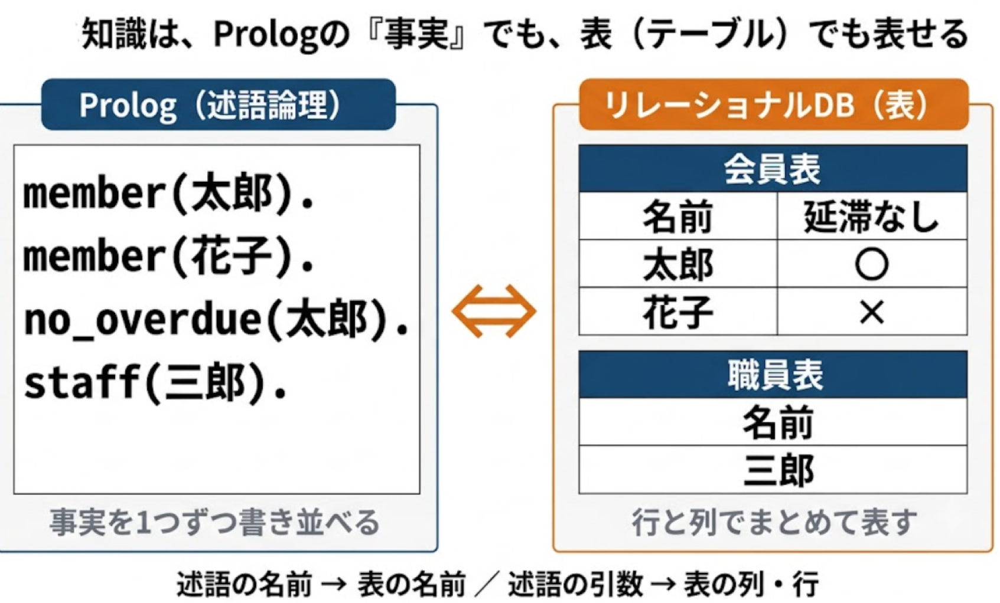 知識は、Prologの『事実』でも、表（テーブル）でも表せる
Prolog（述語論理）
member(太郎).
member(花子).
no_overdue(太郎).
staff(三郎).
事実を1つずつ書き並べる
リレーショナルDB（表）
会員表
名前 延滞なし
太郎 〇
花子 ×
職員表
名前
三郎
行と列でまとめて表す
述語の名前 → 表の名前 ／ 述語の引数 → 表の列・行